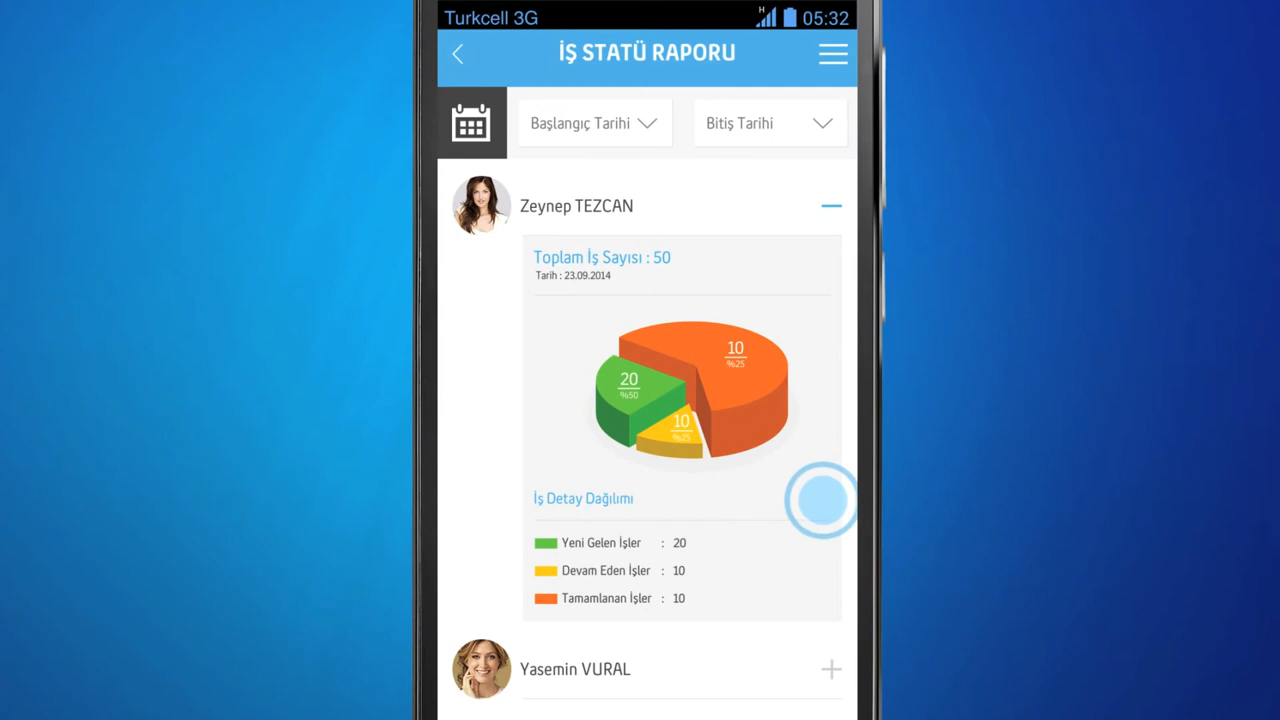 Turkcell 3G H 05:32
İŞ STATÜ RAPORU
Başlangıç Tarihi Bitiş Tarihi
Zeynep TEZCAN
Toplam İş Sayısı : 50
Tarih : 23.09.2014
10
%25
20
%50
10
%25
İş Detay Dağılımı
Yeni Gelen İşler : 20
Devam Eden İşler : 10
Tamamlanan İşler : 10
Yasemin VURAL